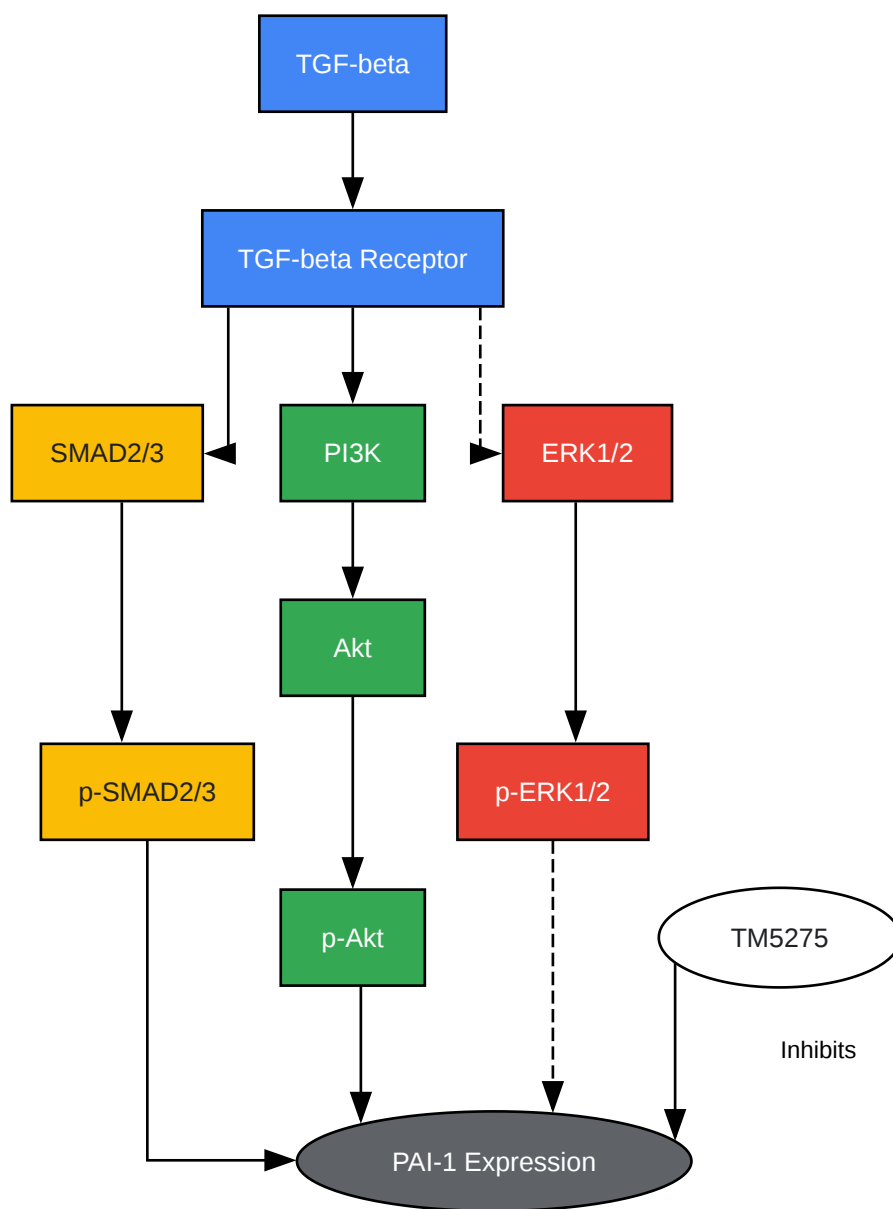 TGF-beta
TGF-beta Receptor
SMAD2/3
PI3K
ERK1/2
Akt
p-SMAD2/3
p-ERK1/2
p-Akt
TM5275
Inhibits
PAI-1 Expression